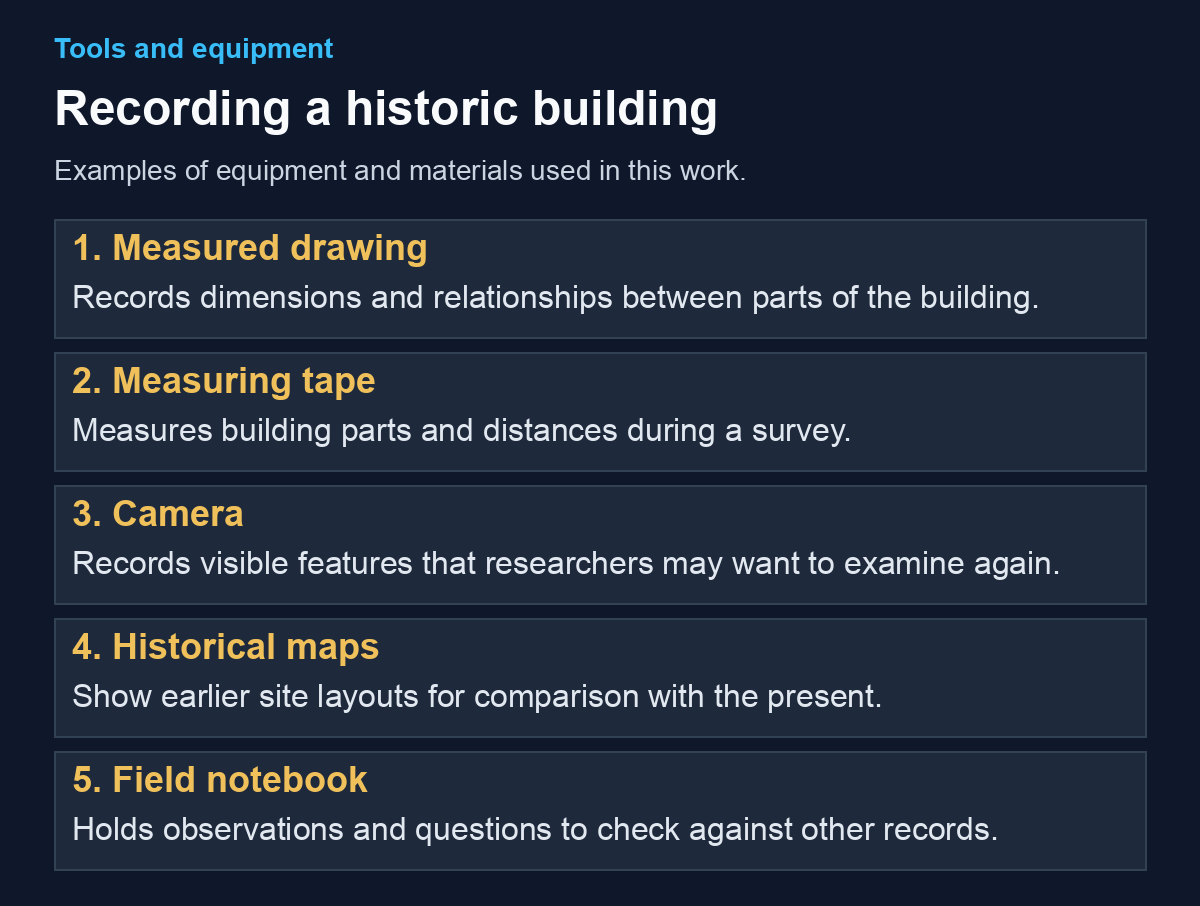 Tools and equipment
Recording a historic building
Examples of equipment and materials used in this work.
1. Measured drawing
Records dimensions and relationships between parts of the building.
2. Measuring tape
Measures building parts and distances during a survey.
3. Camera
Records visible features that researchers may want to examine again.
4. Historical maps
Show earlier site layouts for comparison with the present.
5. Field notebook
Holds observations and questions to check against other records.